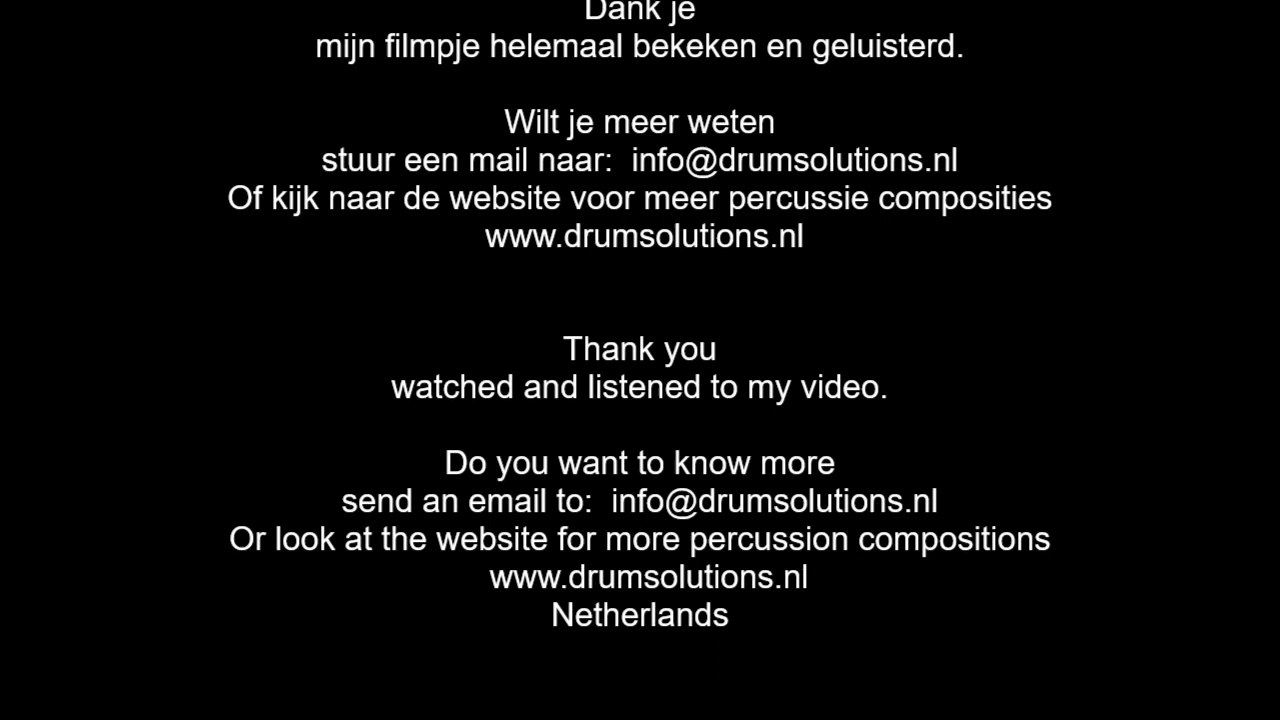 Dank je
mijn filmpje helemaal bekeken en geluisterd.
Wilt je meer weten
stuur een mail naar: info@drumsolutions.nl
Of kijk naar de website voor meer percussie composities
www.drumsolutions.nl
Thank you
watched and listened to my video.
Do you want to know more
send an email to: info@drumsolutions.nl
Or look at the website for more percussion compositions
www.drumsolutions.nl
Netherlands